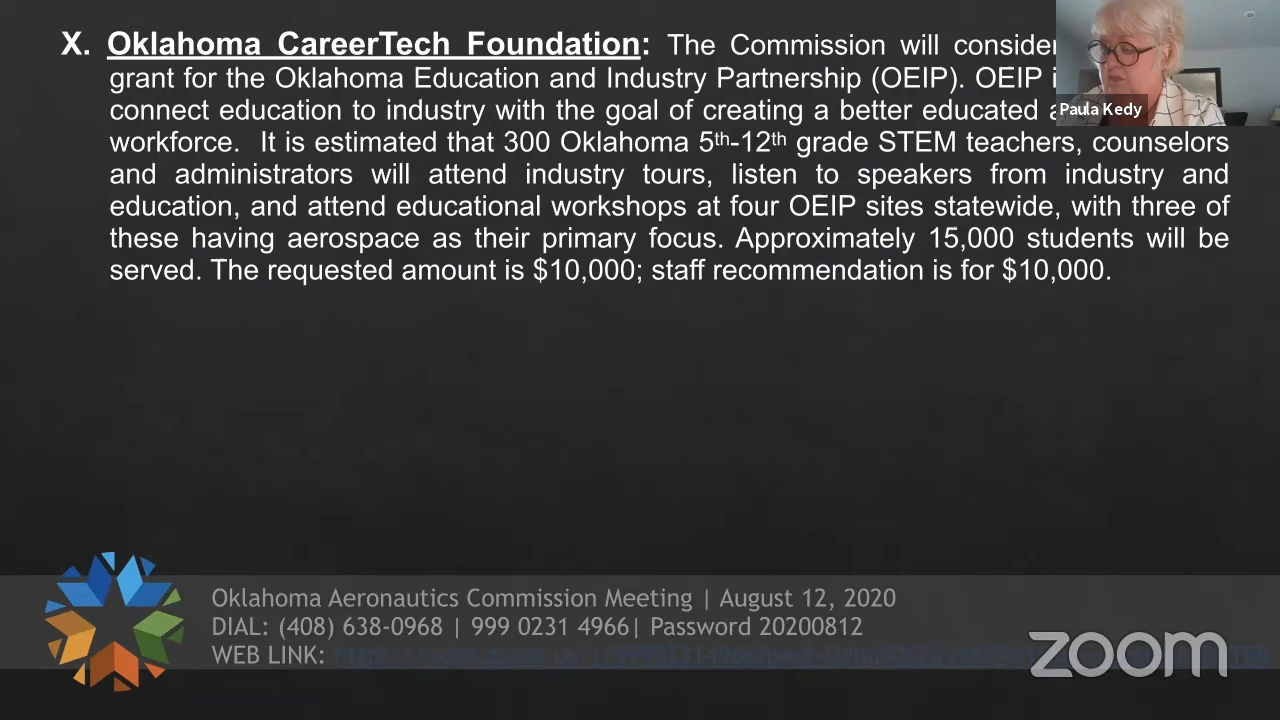 X. Oklahoma CareerTech Foundation: The Commission will consider
grant for the Oklahoma Education and Industry Partnership (OEIP). OEIP
connect education to industry with the goal of creating a better educated
Paula Kedy
workforce. It is estimated that 300 Oklahoma 5th-12th grade STEM teachers, counselors
and administrators will attend industry tours, listen to speakers from industry and
education, and attend educational workshops at four OEIP sites statewide, with three of
these having aerospace as their primary focus. Approximately 15,000 students will be
served. The requested amount is $10,000; staff recommendation is for $10,000.
Oklahoma Aeronautics Commission Meeting | August 12, 2020
DIAL: (408) 638-0968 | 999 0231 4966| Password 20200812
WEB LINK:
zoom